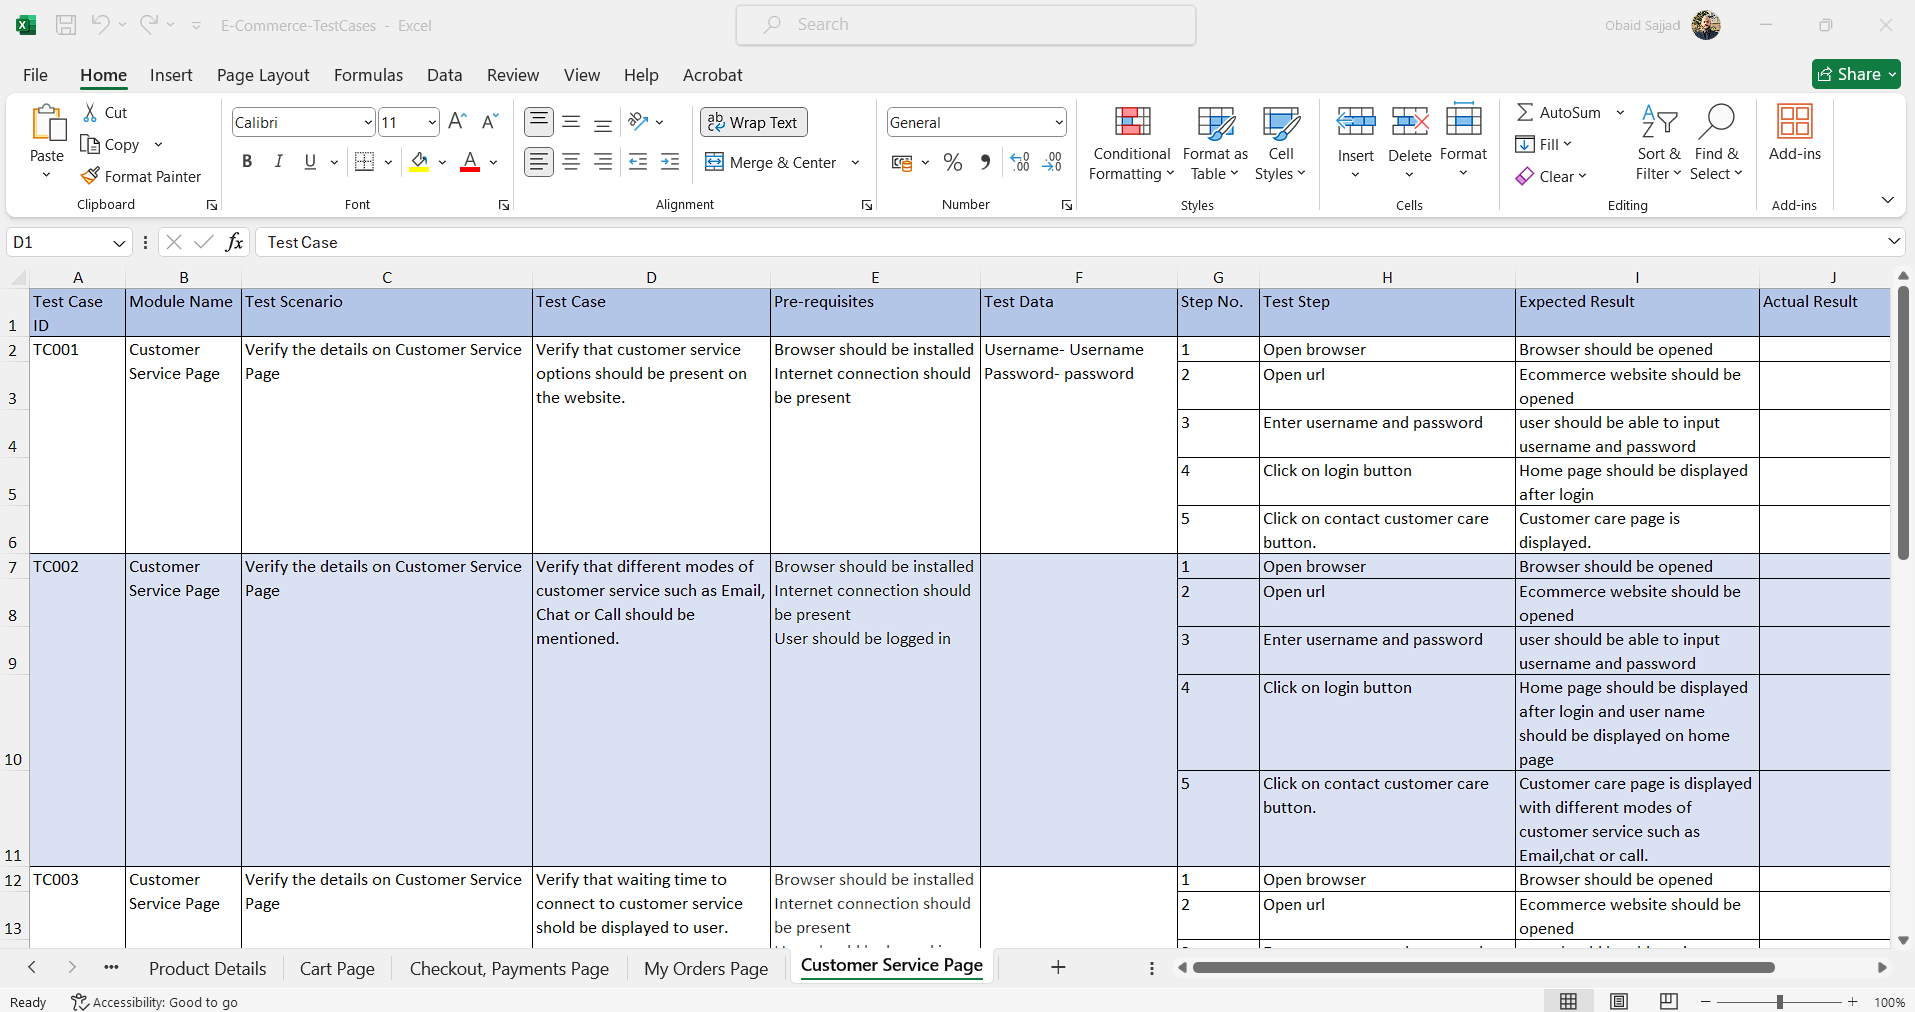 E-Commerce-TestCases - Excel
Search
Obaid Sajjad
File Home Insert Page Layout Formulas Data Review View Help Acrobat
Share
Paste
Cut
Copy
Format Painter
Clipboard
Calibri 11
B I U
Font
Wrap Text
Merge & Center
Alignment
General
Number
Conditional Formatting
Format as Table
Cell Styles
Styles
Insert Delete Format
Cells
AutoSum
Fill
Clear
Sort & Filter
Find & Select
Editing
Add-ins
Add-ins
D1
fx Test Case
A B C D E F G H I J
1
Test Case ID
Module Name
Test Scenario
Test Case
Pre-requisites
Test Data
Step No.
Test Step
Expected Result
Actual Result
2
TC001
Customer Service Page
Verify the details on Customer Service Page
Verify that customer service options should be present on the website.
Browser should be installed
Internet connection should be present
Username- Username
Password- password
1 Open browser Browser should be opened
3
2 Open url Ecommerce website should be opened
4
3 Enter username and password user should be able to input username and password
5
4 Click on login button Home page should be displayed after login
6
5 Click on contact customer care button. Customer care page is displayed.
7
TC002
Customer Service Page
Verify the details on Customer Service Page
Verify that different modes of customer service such as Email, Chat or Call should be mentioned.
Browser should be installed
Internet connection should be present
User should be logged in
1 Open browser Browser should be opened
8
2 Open url Ecommerce website should be opened
9
3 Enter username and password user should be able to input username and password
10
4 Click on login button Home page should be displayed after login and user name should be displayed on home page
11
5 Click on contact customer care button. Customer care page is displayed with different modes of customer service such as Email,chat or call.
12
TC003
Customer Service Page
Verify the details on Customer Service Page
Verify that waiting time to connect to customer service shold be displayed to user.
Browser should be installed
Internet connection should be present
1 Open browser Browser should be opened
13
2 Open url Ecommerce website should be opened
Product Details Cart Page Checkout, Payments Page My Orders Page Customer Service Page
Ready Accessibility: Good to go 100%